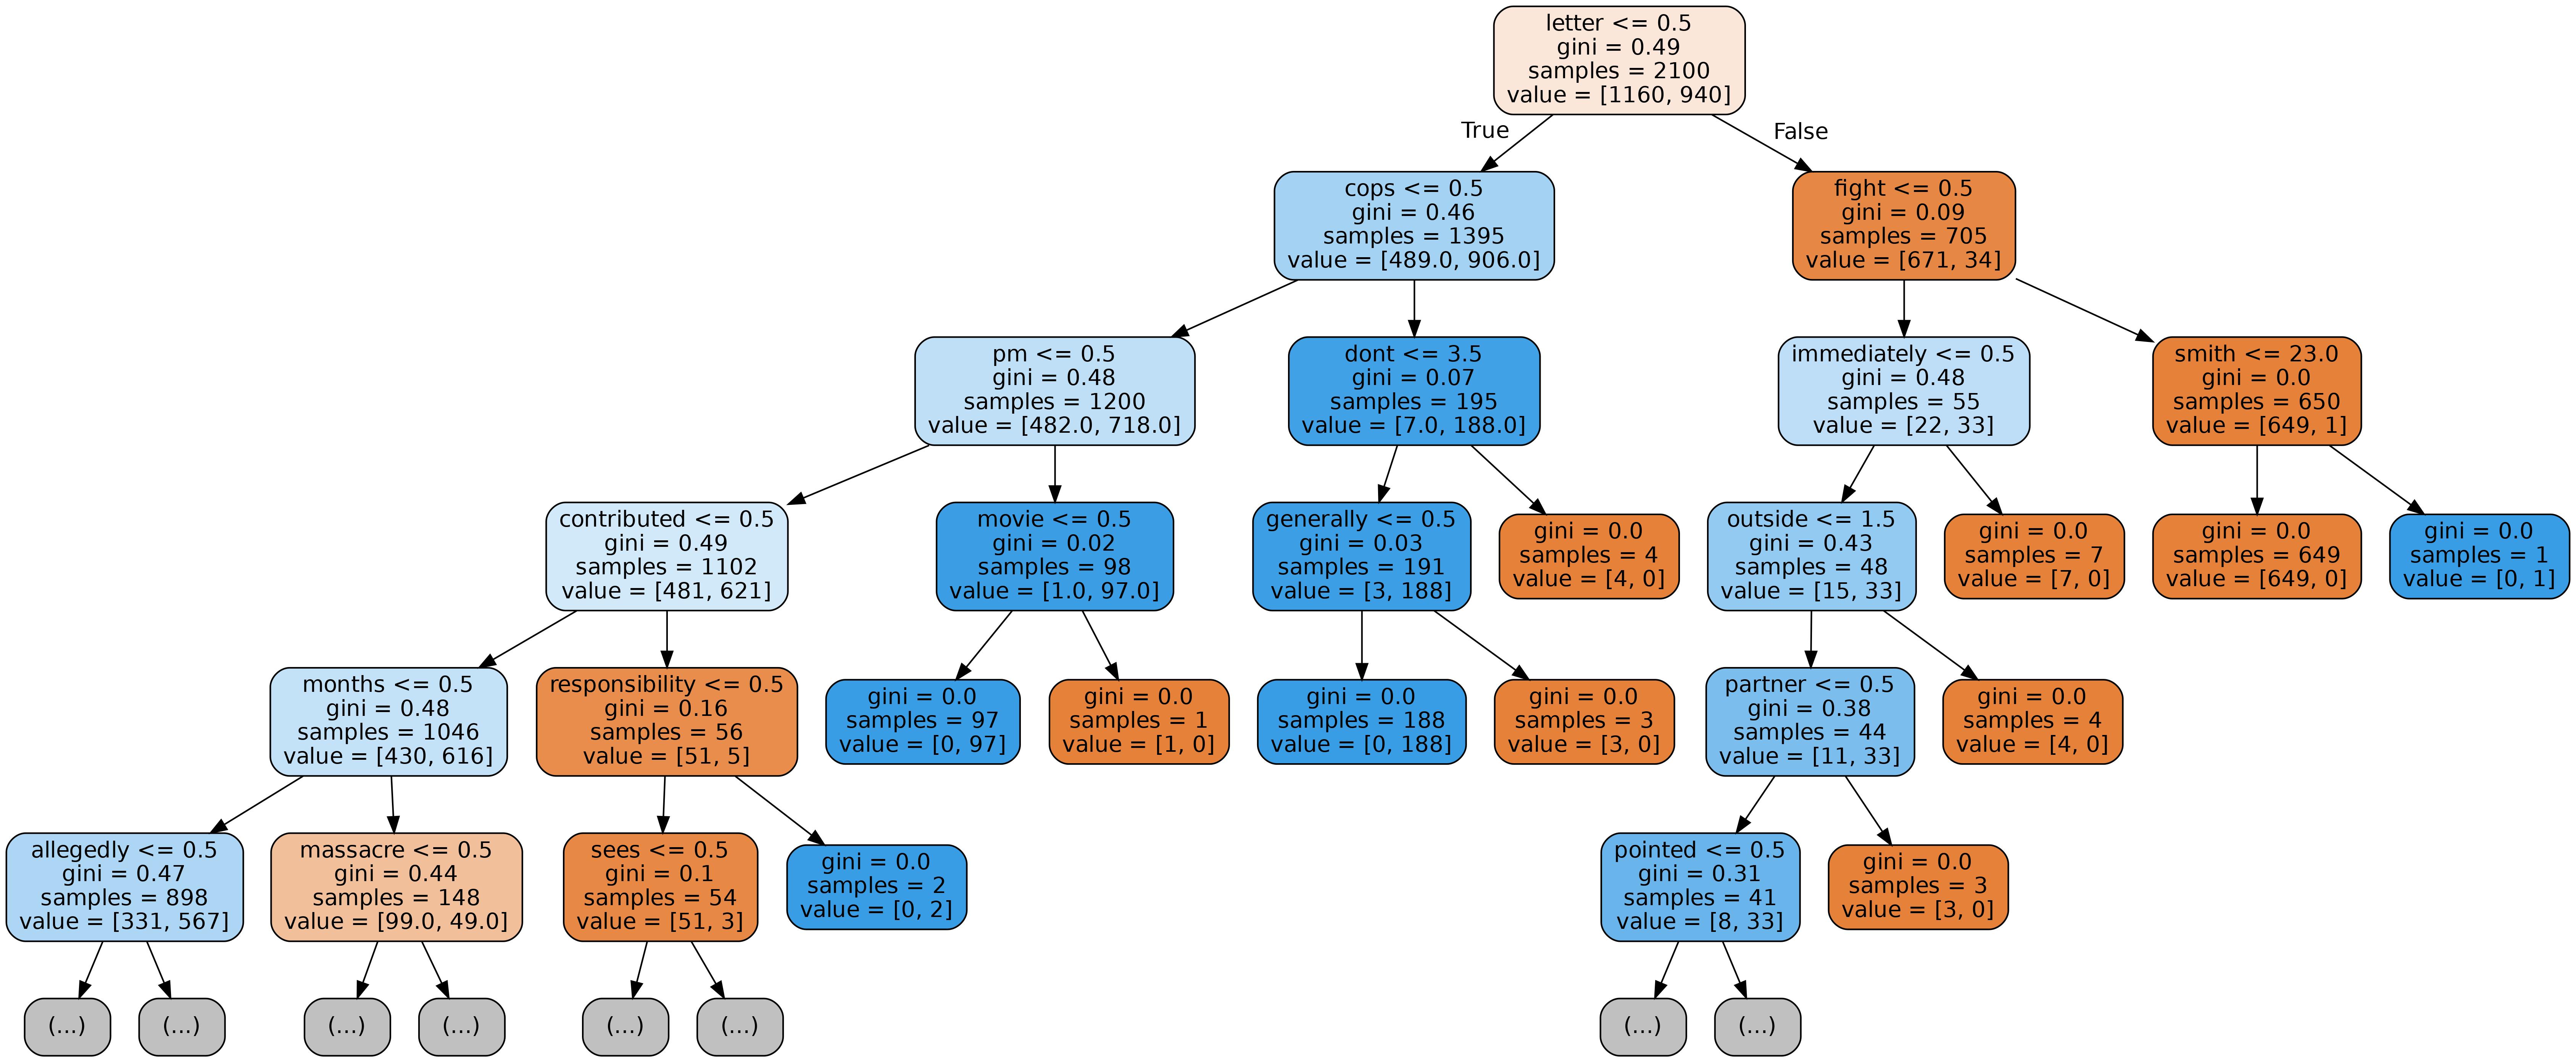 letter <= 0.5
gini = 0.49
samples = 2100
value = [1160, 940]
True
False
cops <= 0.5
gini = 0.46
samples = 1395
value = [489.0, 906.0]
fight <= 0.5
gini = 0.09
samples = 705
value = [671, 34]
pm <= 0.5
gini = 0.48
samples = 1200
value = [482.0, 718.0]
dont <= 3.5
gini = 0.07
samples = 195
value = [7.0, 188.0]
immediately <= 0.5
gini = 0.48
samples = 55
value = [22, 33]
smith <= 23.0
gini = 0.0
samples = 650
value = [649, 1]
contributed <= 0.5
gini = 0.49
samples = 1102
value = [481, 621]
movie <= 0.5
gini = 0.02
samples = 98
value = [1.0, 97.0]
generally <= 0.5
gini = 0.03
samples = 191
value = [3, 188]
gini = 0.0
samples = 4
value = [4, 0]
outside <= 1.5
gini = 0.43
samples = 48
value = [15, 33]
gini = 0.0
samples = 7
value = [7, 0]
gini = 0.0
samples = 649
value = [649, 0]
gini = 0.0
samples = 1
value = [0, 1]
months <= 0.5
gini = 0.48
samples = 1046
value = [430, 616]
responsibility <= 0.5
gini = 0.16
samples = 56
value = [51, 5]
gini = 0.0
samples = 97
value = [0, 97]
gini = 0.0
samples = 1
value = [1, 0]
gini = 0.0
samples = 188
value = [0, 188]
gini = 0.0
samples = 3
value = [3, 0]
partner <= 0.5
gini = 0.38
samples = 44
value = [11, 33]
gini = 0.0
samples = 4
value = [4, 0]
allegedly <= 0.5
gini = 0.47
samples = 898
value = [331, 567]
massacre <= 0.5
gini = 0.44
samples = 148
value = [99.0, 49.0]
sees <= 0.5
gini = 0.1
samples = 54
value = [51, 3]
gini = 0.0
samples = 2
value = [0, 2]
pointed <= 0.5
gini = 0.31
samples = 41
value = [8, 33]
gini = 0.0
samples = 3
value = [3, 0]
(...)
(...)
(...)
(...)
(...)
(...)
(...)
(...)